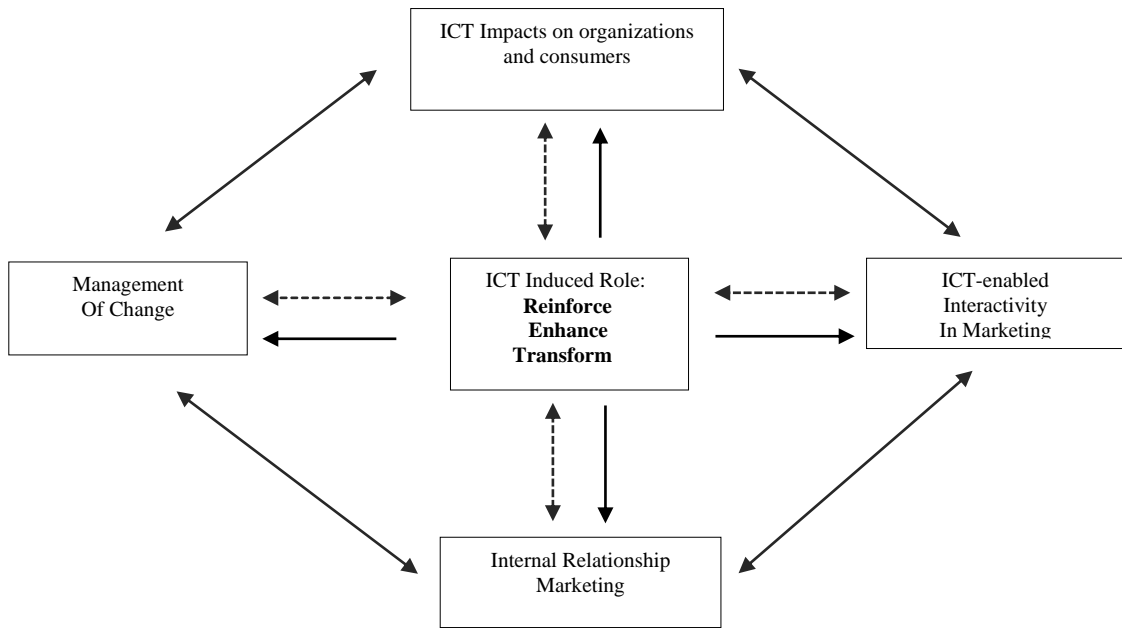 ICT Impacts on organizations
and consumers
Management
Of Change
ICT Induced Role:
Reinforce
Enhance
Transform
ICT-enabled
Interactivity
In Marketing
Internal Relationship
Marketing